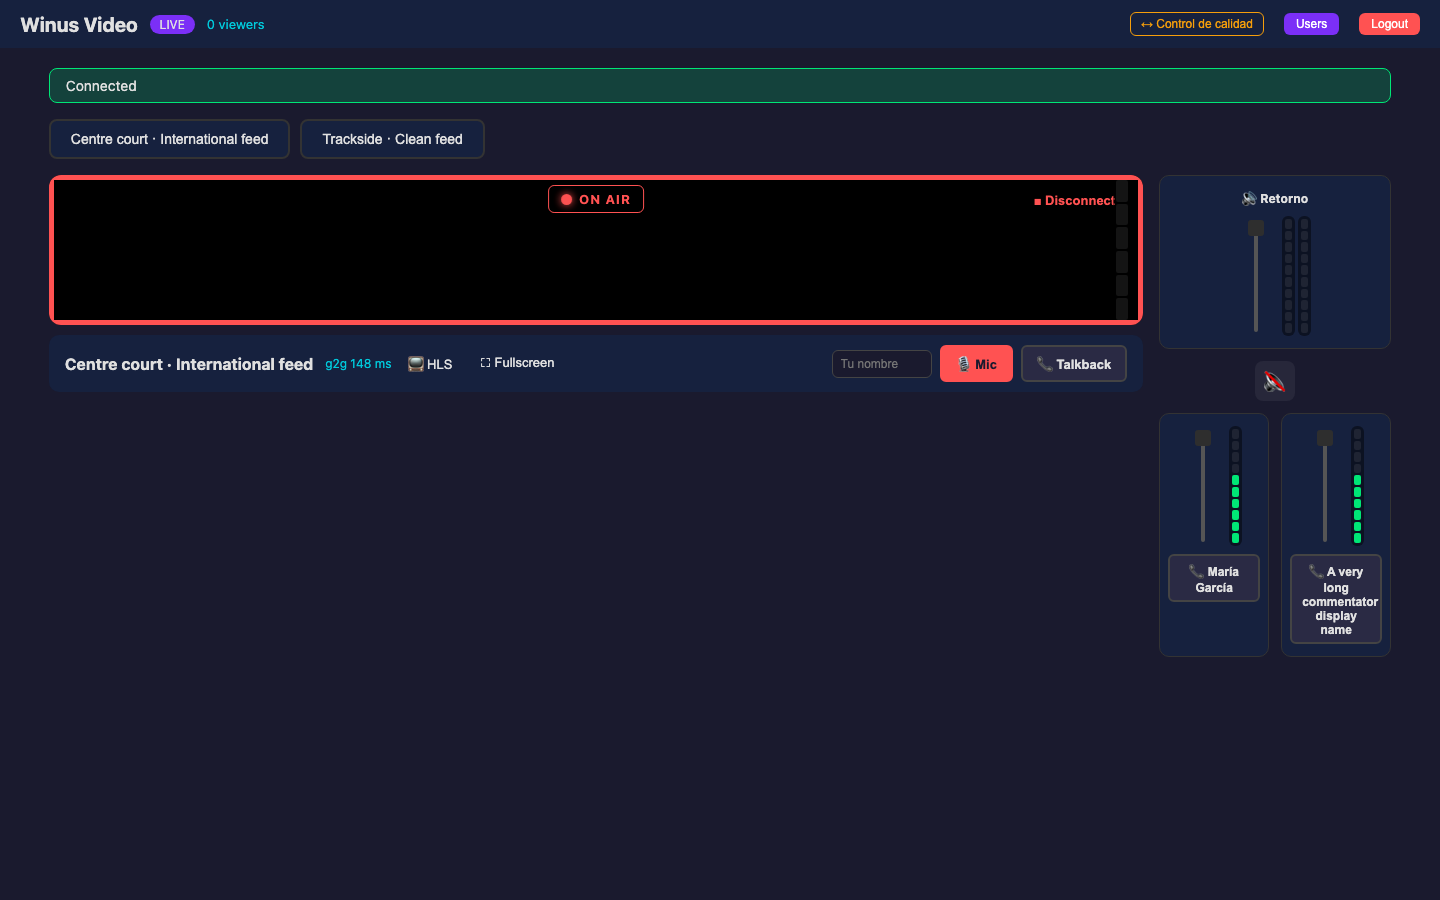 Winus Video LIVE 0 viewers ↔ Control de calidad Users Logout
Connected
Centre court · International feed Trackside · Clean feed
ON AIR
■ Disconnect
Retorno
Centre court · International feed g2g 148 ms HLS Fullscreen Tu nombre Mic Talkback
María
García
A very
long
commentator
display
name